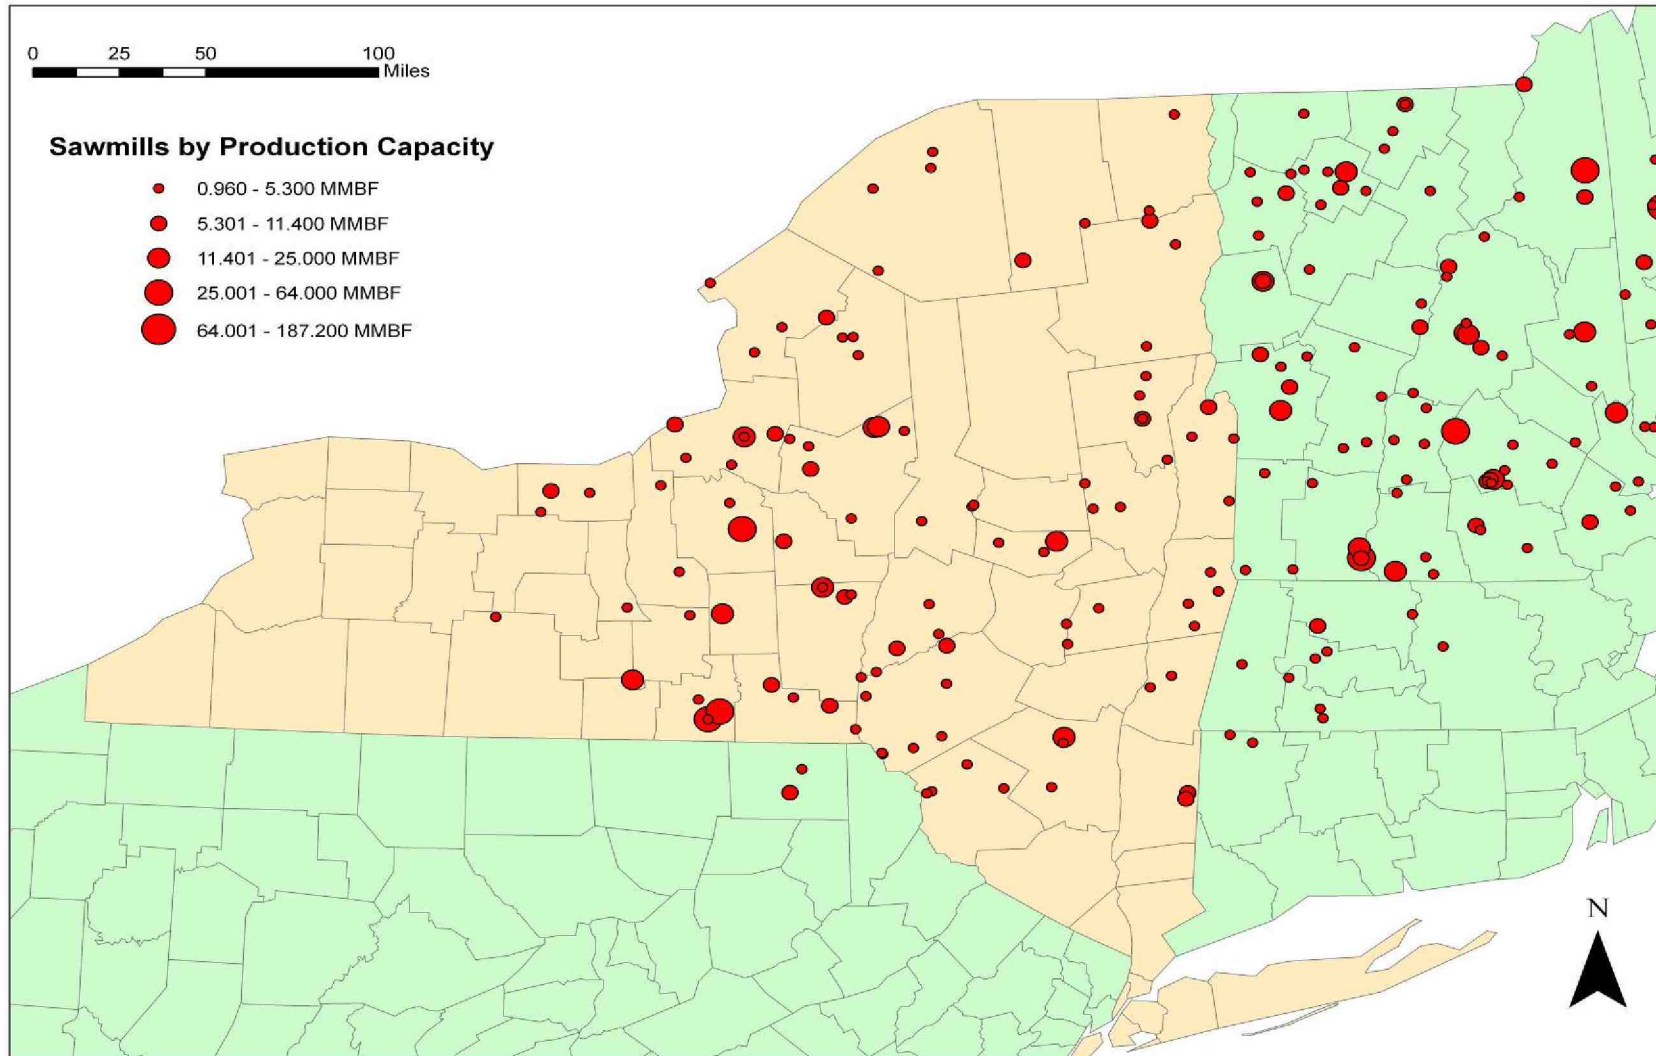 0 25 50 100
Miles
Sawmills by Production Capacity
0.960 - 5.300 MMBF
5.301 - 11.400 MMBF
11.401 - 25.000 MMBF
25.001 - 64.000 MMBF
64.001 - 187.200 MMBF
N